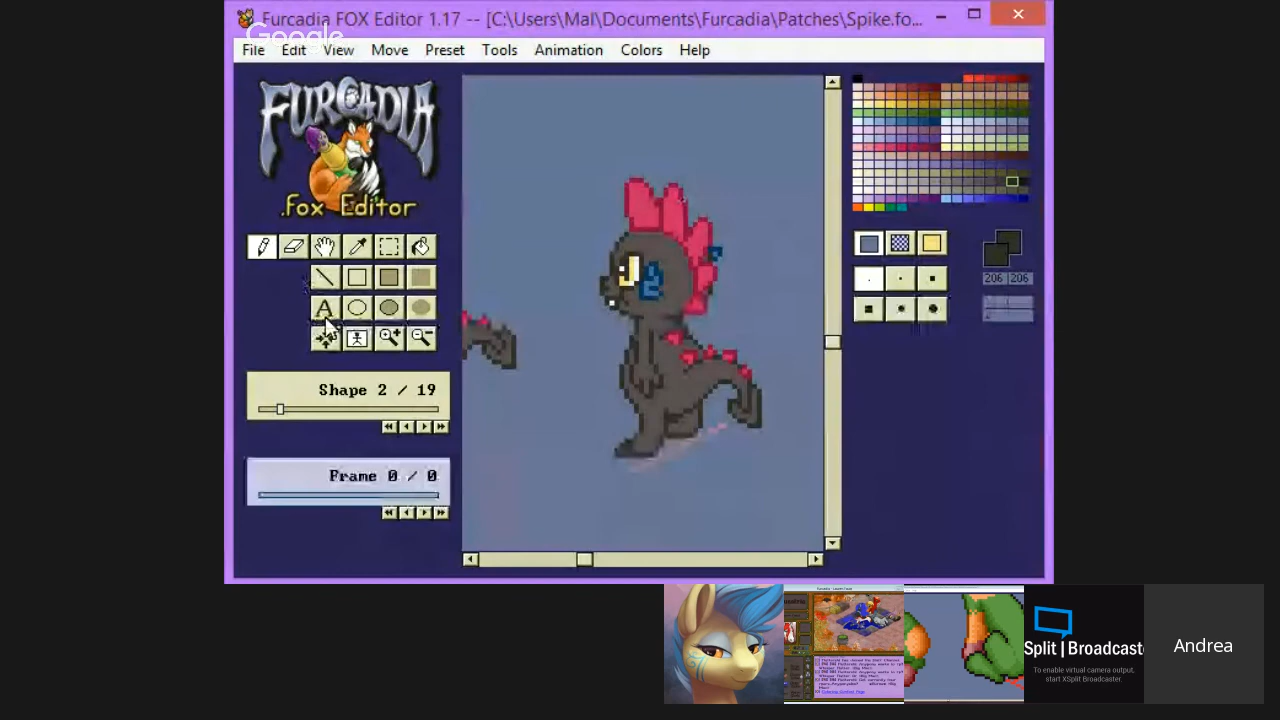 Furcadia FOX Editor 1.17 -- [C:\Users\Mal\Documents\Furcadia\Patches\Spike.fo...
Google
File Edit View Move Preset Tools Animation Colors Help
FURCADIA
.fox Editor
A
206 206
Shape 2 / 19
Frame 0 / 0
Split | Broadcast
To enable virtual camera output,
start XSplit Broadcaster
Andrea